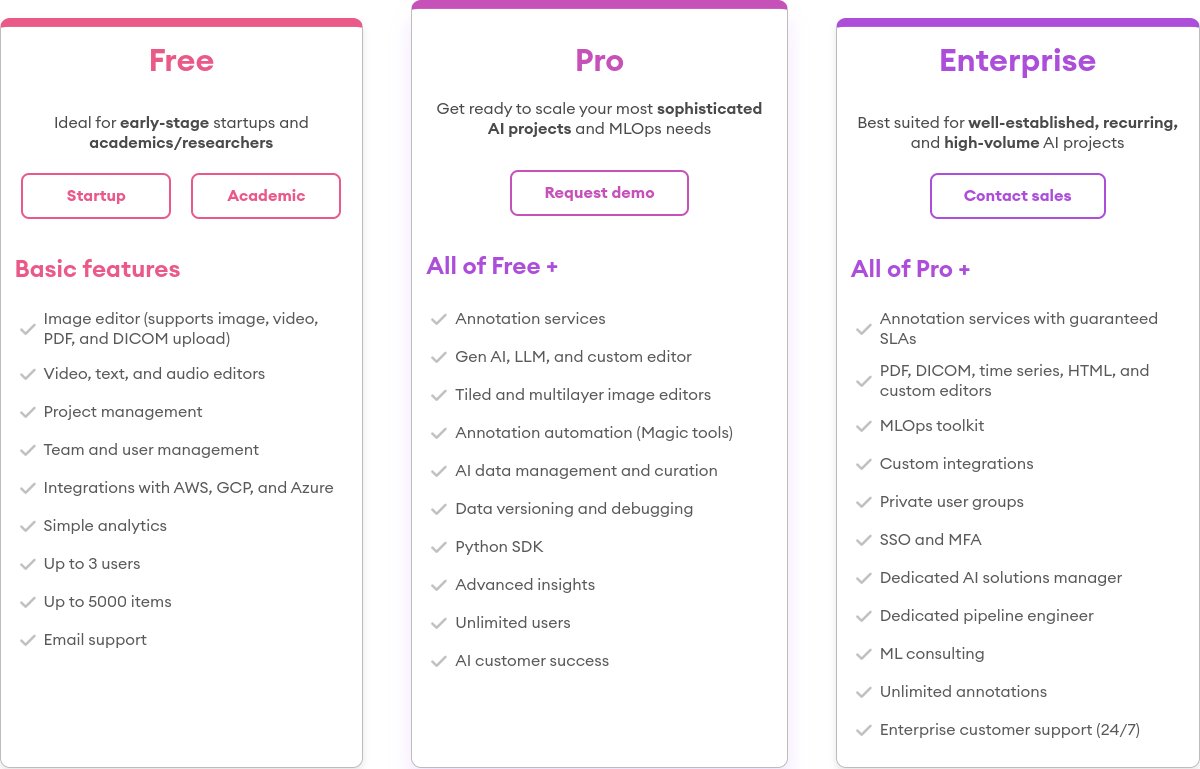 Free
Ideal for early-stage startups and
academics/researchers
Startup
Academic
Basic features
Image editor (supports image, video,
PDF, and DICOM upload)
Video, text, and audio editors
Project management
Team and user management
Integrations with AWS, GCP, and Azure
Simple analytics
Up to 3 users
Up to 5000 items
Email support
Pro
Get ready to scale your most sophisticated
AI projects and MLOps needs
Request demo
All of Free +
Annotation services
Gen AI, LLM, and custom editor
Tiled and multilayer image editors
Annotation automation (Magic tools)
AI data management and curation
Data versioning and debugging
Python SDK
Advanced insights
Unlimited users
AI customer success
Enterprise
Best suited for well-established, recurring,
and high-volume AI projects
Contact sales
All of Pro +
Annotation services with guaranteed
SLAs
PDF, DICOM, time series, HTML, and
custom editors
MLOps toolkit
Custom integrations
Private user groups
SSO and MFA
Dedicated AI solutions manager
Dedicated pipeline engineer
ML consulting
Unlimited annotations
Enterprise customer support (24/7)